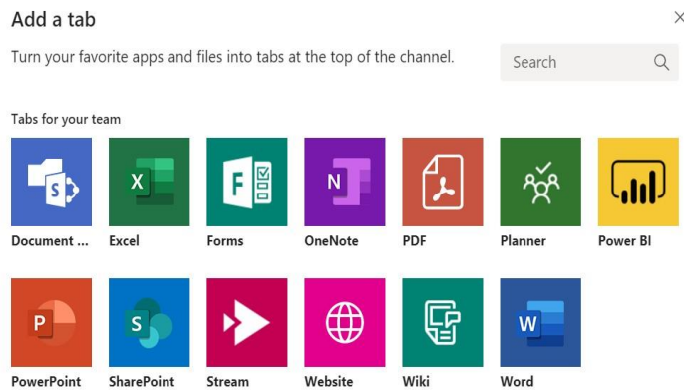 Add a tab
Turn your favorite apps and files into tabs at the top of the channel.
Search
Tabs for your team
S X F N
Document ... Excel Forms OneNote PDF Planner Power BI
P S W
PowerPoint SharePoint Stream Website Wiki Word